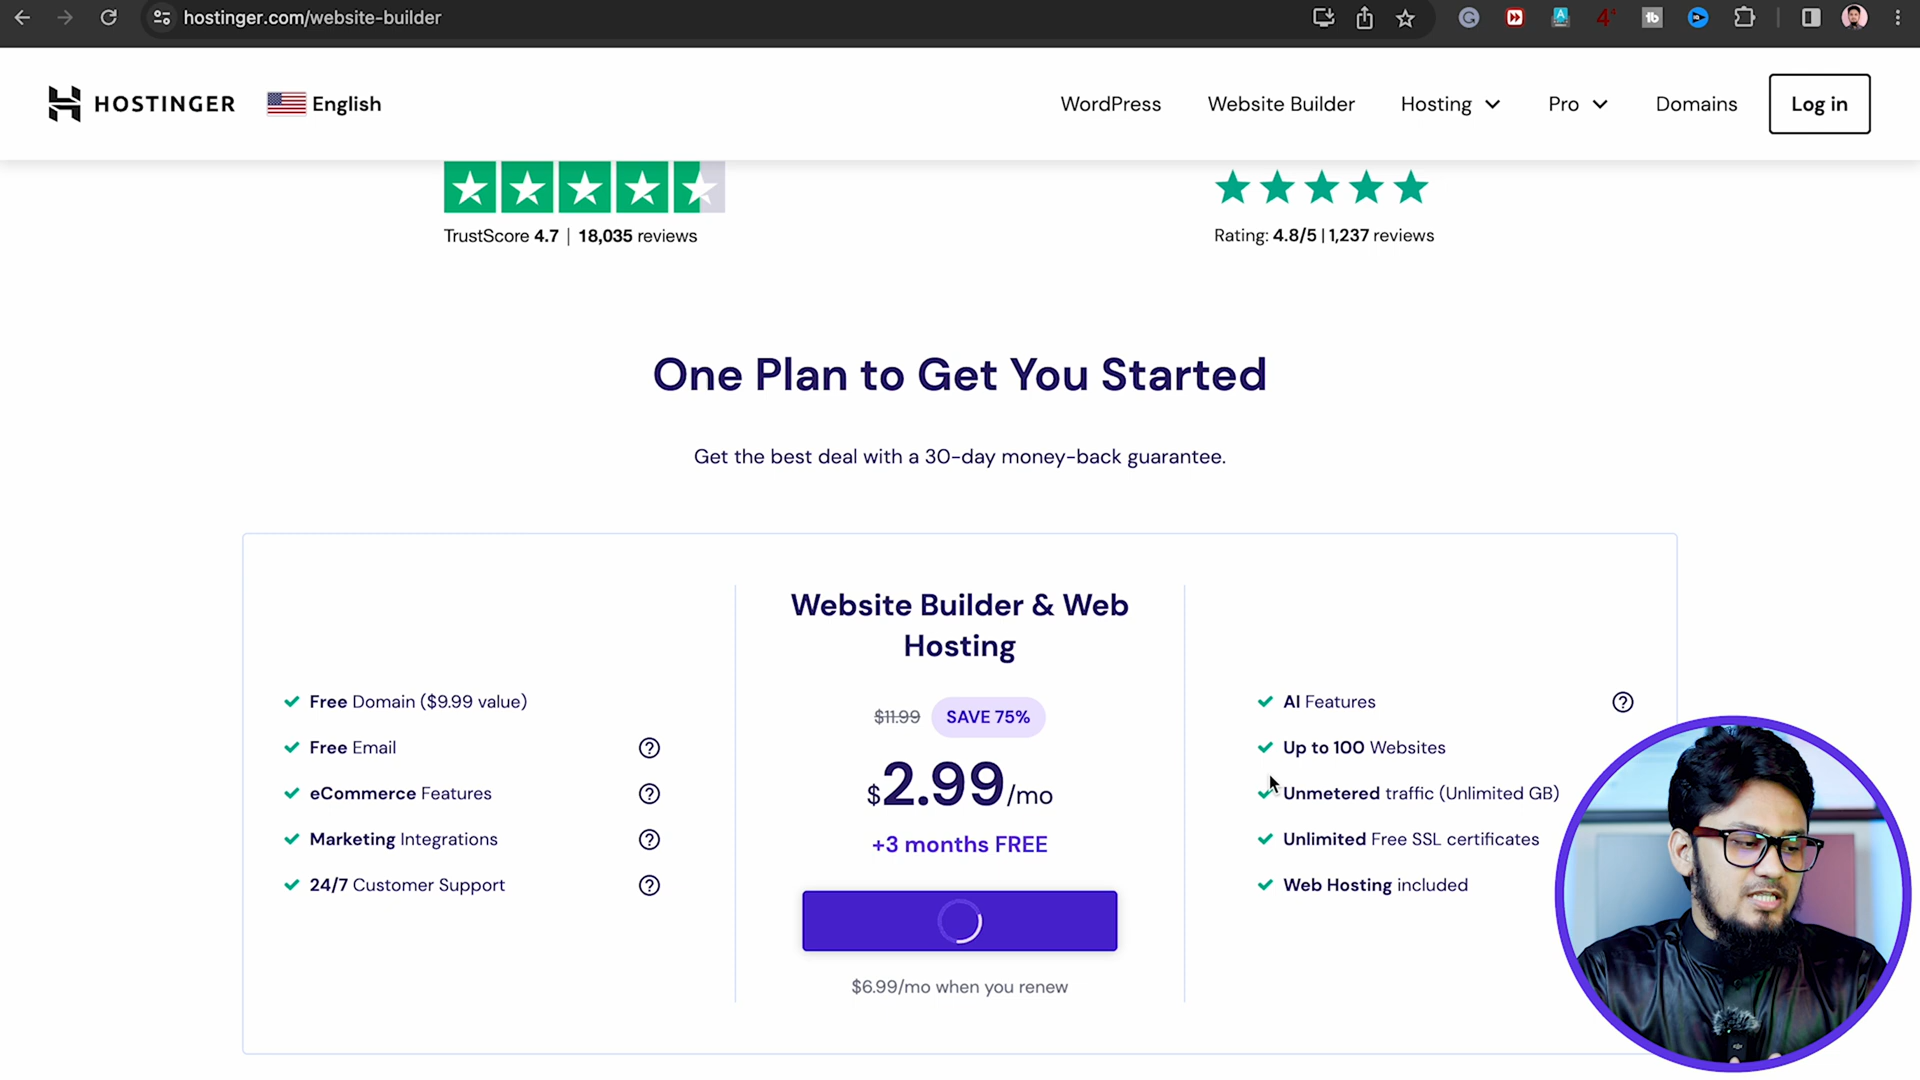 hostinger.com/website-builder
HOSTINGER
English
WordPress
Website Builder
Hosting
Pro
Domains
Log in
TrustScore 4.7 | 18,035 reviews
Rating: 4.8/5 | 1,237 reviews
One Plan to Get You Started
Get the best deal with a 30-day money-back guarantee.
Free Domain ($9.99 value)
Free Email
eCommerce Features
Marketing Integrations
24/7 Customer Support
Website Builder & Web
Hosting
$11.99 SAVE 75%
$2.99/mo
+3 months FREE
$6.99/mo when you renew
AI Features
Up to 100 Websites
Unmetered traffic (Unlimited GB)
Unlimited Free SSL certificates
Web Hosting included